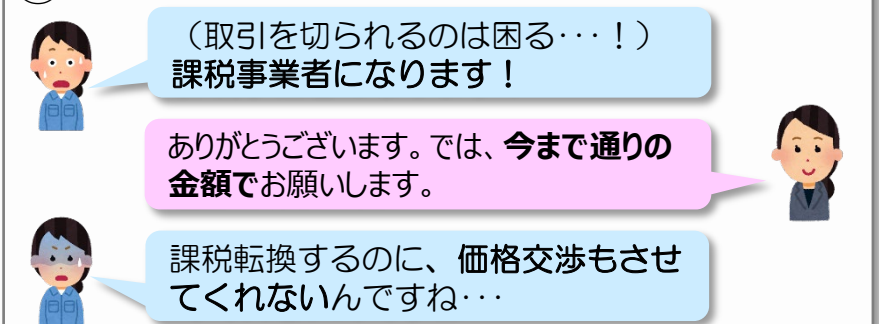 （取引を切られるのは困る･･･！）
課税事業者になります！
ありがとうございます。では、今まで通りの
金額でお願いします。
課税転換するのに、価格交渉もさせ
てくれないんですね･･･